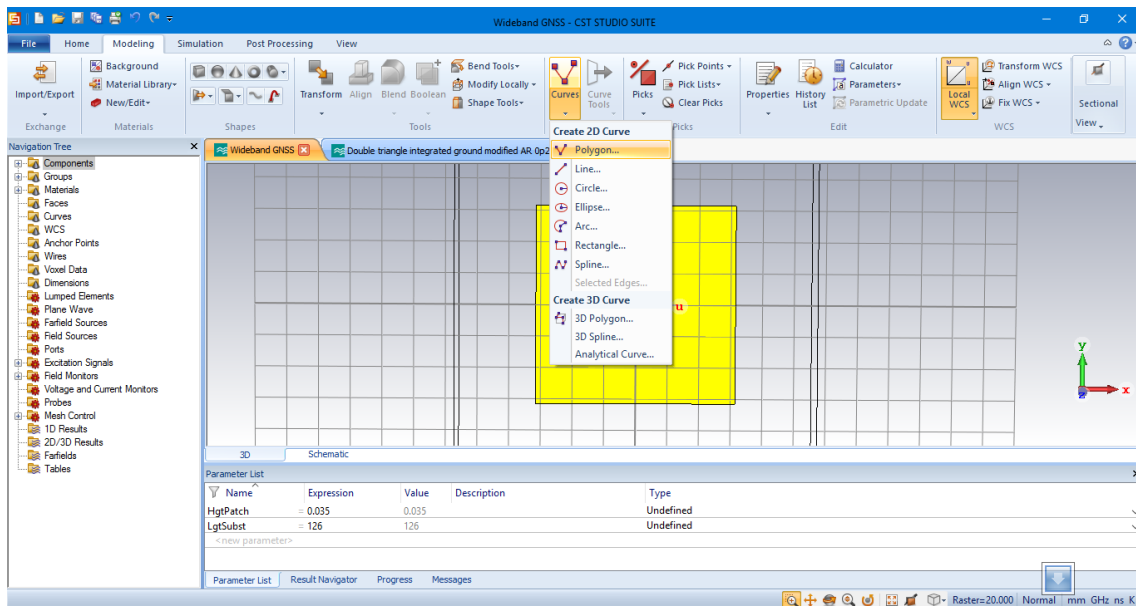 Wideband GNSS - CST STUDIO SUITE
File Home Modeling Simulation Post Processing View
Import/Export
Exchange
Background
Material Library
New/Edit
Materials
Shapes
Transform Align Blend Boolean
Bend Tools
Modify Locally
Shape Tools
Tools
Curves
Curve Tools
Picks
Pick Points
Pick Lists
Clear Picks
Picks
Properties
History List
Calculator
Parameters
Parametric Update
Edit
Local WCS
Transform WCS
Align WCS
Fix WCS
WCS
Sectional View
Navigation Tree
Components
Groups
Materials
Faces
Curves
WCS
Anchor Points
Wires
Voxel Data
Dimensions
Lumped Elements
Plane Wave
Farfield Sources
Field Sources
Ports
Excitation Signals
Field Monitors
Voltage and Current Monitors
Probes
Mesh Control
1D Results
2D/3D Results
Farfields
Tables
Wideband GNSS
Double triangle integrated ground modified AR 0p2
Create 2D Curve
Polygon...
Line...
Circle...
Ellipse...
Arc...
Rectangle...
Spline...
Selected Edges...
Create 3D Curve
3D Polygon...
3D Spline...
Analytical Curve...
u
y
x
z
3D Schematic
Parameter List
Name Expression Value Description Type
HgtPatch = 0.035 0.035 Undefined
LgtSubst = 126 126 Undefined
<new parameter>
Parameter List Result Navigator Progress Messages
Raster=20.000 Normal mm GHz ns K